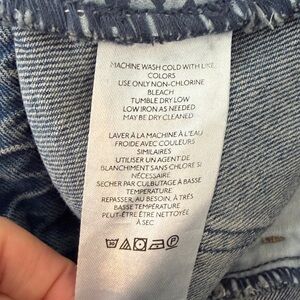 MACHINE WASH COLD WITH LIKE
COLORS
USE ONLY NON-CHLORINE
BLEACH
TUMBLE DRY LOW
LOW IRON AS NEEDED
MAY BE DRY CLEANED
LAVER À LA MACHINE À L'EAU
FROIDE AVEC COULEURS
SIMILAIRES
UTILISER UN AGENT DE
BLANCHIMENT SANS CHLORE SI
NÉCESSAIRE
SECHER PAR CULBUTAGE À BASSE
TEMPÉRATURE
REPASSER, AU BESOIN, À TRÈS
BASSE TEMPÉRATURE
PEUT-ÊTRE ÊTRE NETTOYÉE
À SEC